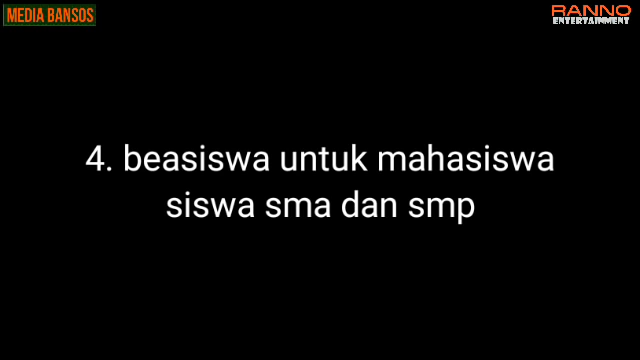 MEDIA BANSOS
RANNO
ENTERTAINMENT
4. beasiswa untuk mahasiswa
siswa sma dan smp